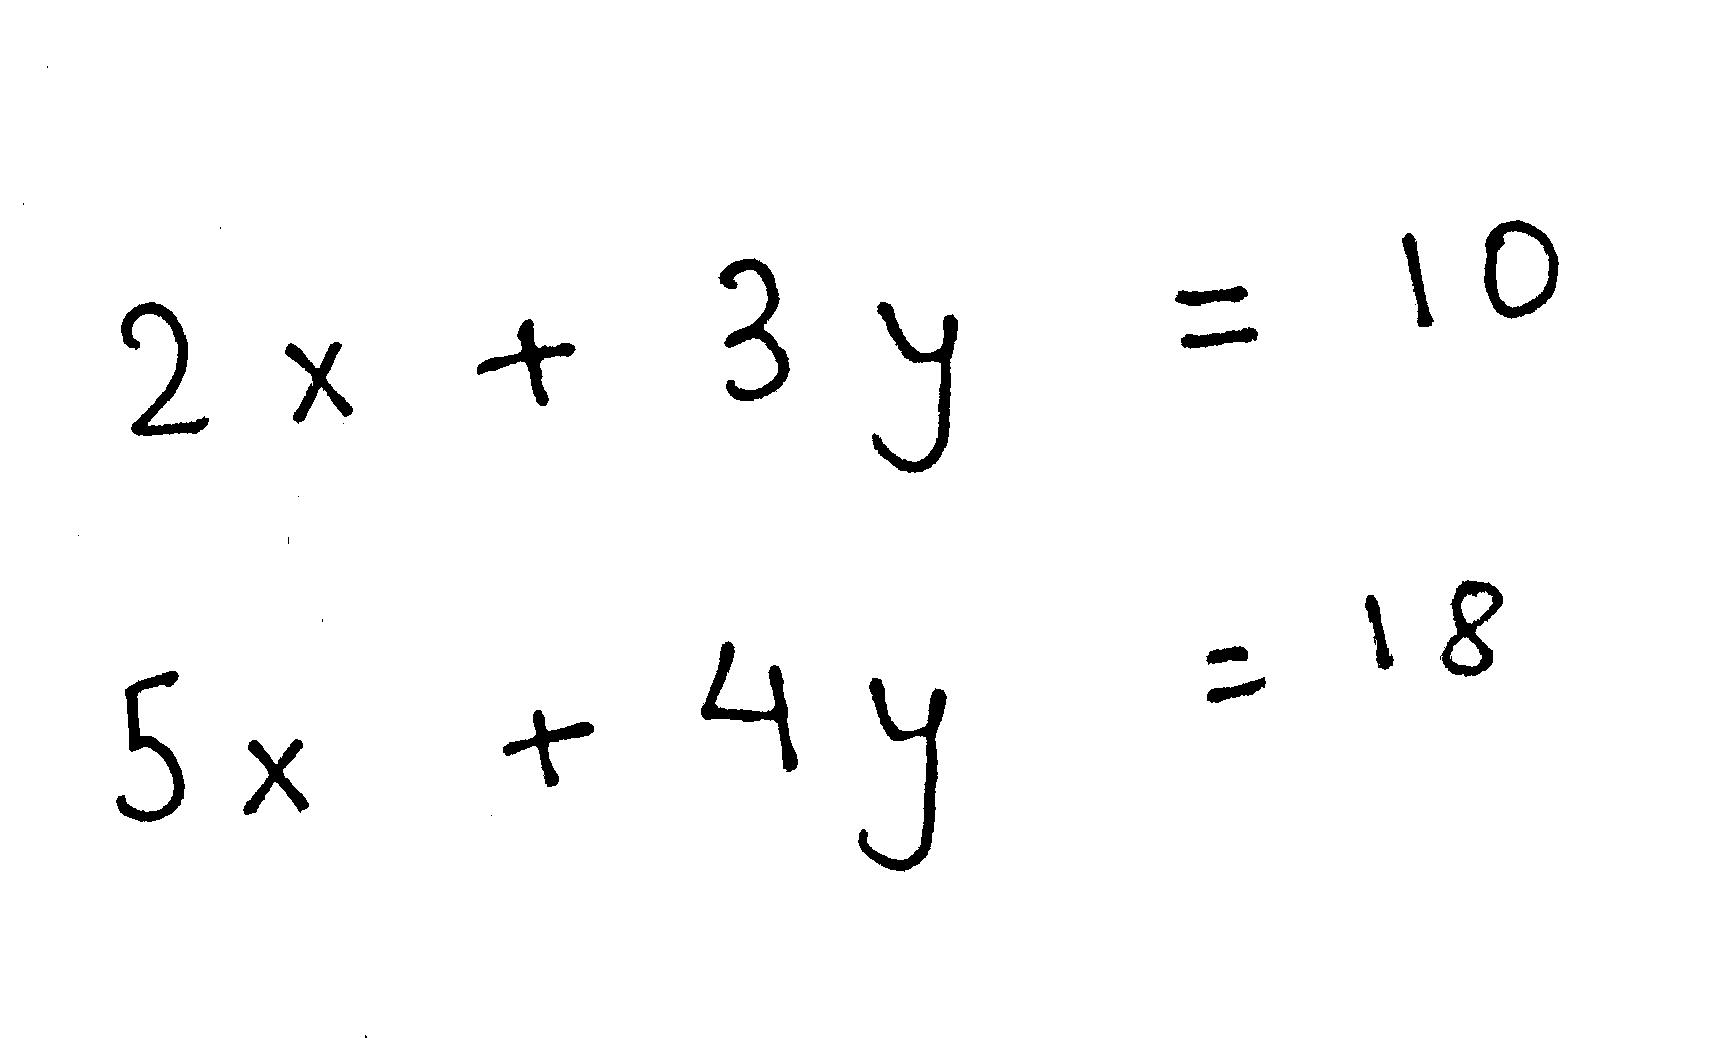 2x + 3y = 10
5x + 4y = 18